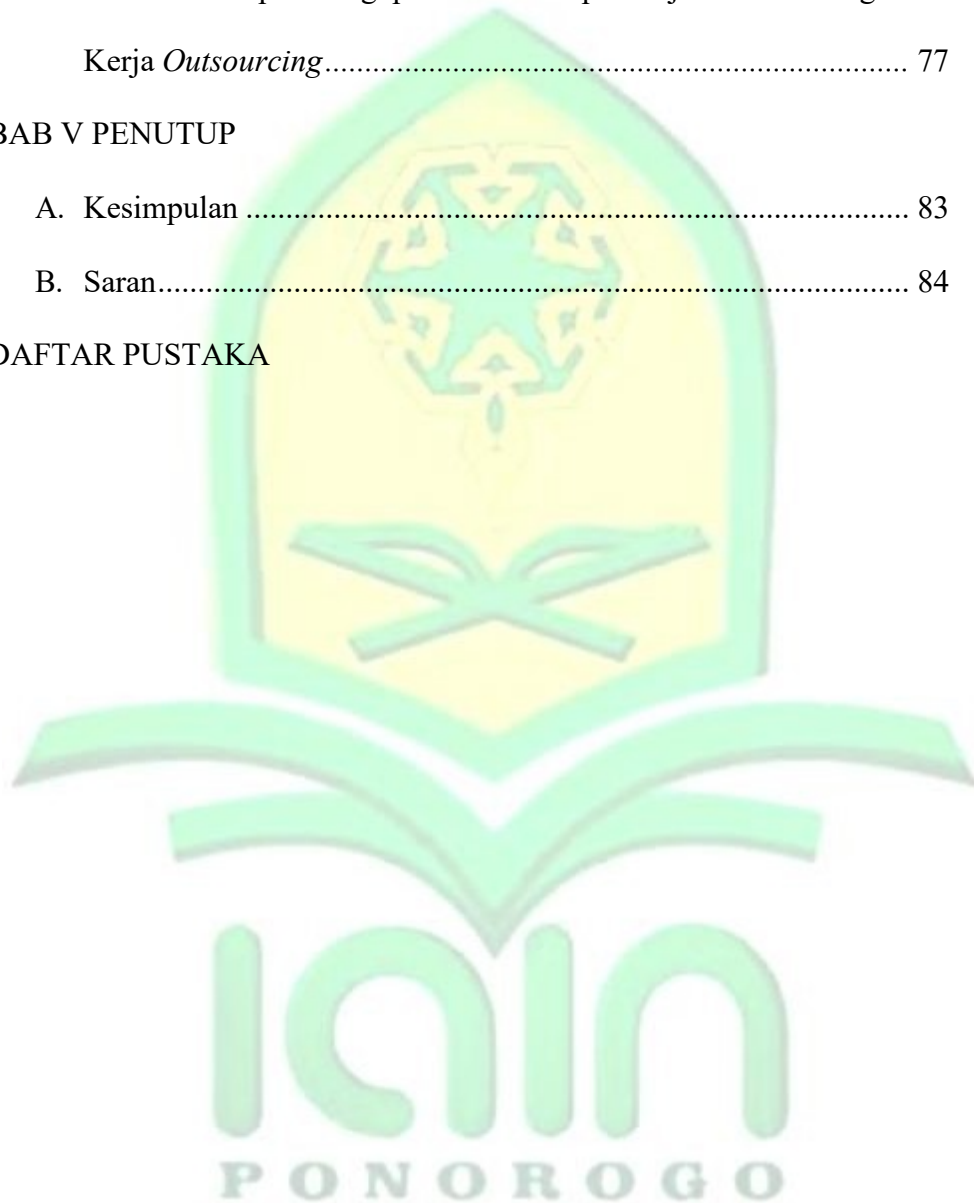 Kerja Outsourcing........................................................................ 77
BAB V PENUTUP
A. Kesimpulan .................................................................................. 83
B. Saran............................................................................................. 84
DAFTAR PUSTAKA
iain
PONOROGO